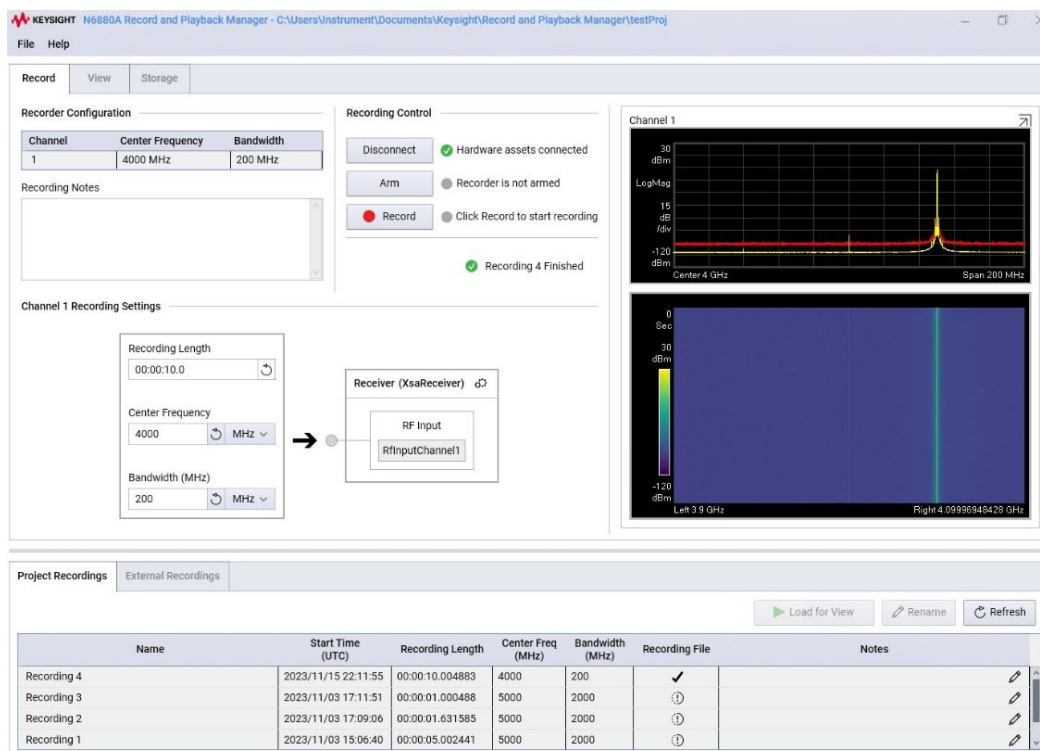 KEYSIGHT N6880A Record and Playback Manager - C:\Users\Instrument\Documents\Keysight\Record and Playback Manager\testProj
File Help
Record View Storage
Recorder Configuration
Channel Center Frequency Bandwidth
1 4000 MHz 200 MHz
Recording Notes
Recording Control
Disconnect Hardware assets connected
Arm Recorder is not armed
Record Click Record to start recording
Recording 4 Finished
Channel 1
30
dBm
LogMag
15
dB
/div
-120
dBm
Center 4 GHz Span 200 MHz
0
Sec
30
dBm
-120
dBm
Left 3.9 GHz Right 4.09996948428 GHz
Channel 1 Recording Settings
Recording Length
00:00:10.0
Center Frequency
4000 MHz
Bandwidth (MHz)
200 MHz
Receiver (XsaReceiver)
RF Input
RfInputChannel1
Project Recordings External Recordings
Load for View Rename Refresh
Name Start Time (UTC) Recording Length Center Freq (MHz) Bandwidth (MHz) Recording File Notes
Recording 4 2023/11/15 22:11:55 00:00:10.004883 4000 200
Recording 3 2023/11/03 17:11:51 00:00:01.000488 5000 2000
Recording 2 2023/11/03 17:09:06 00:00:01.631585 5000 2000
Recording 1 2023/11/03 15:06:40 00:00:05.002441 5000 2000